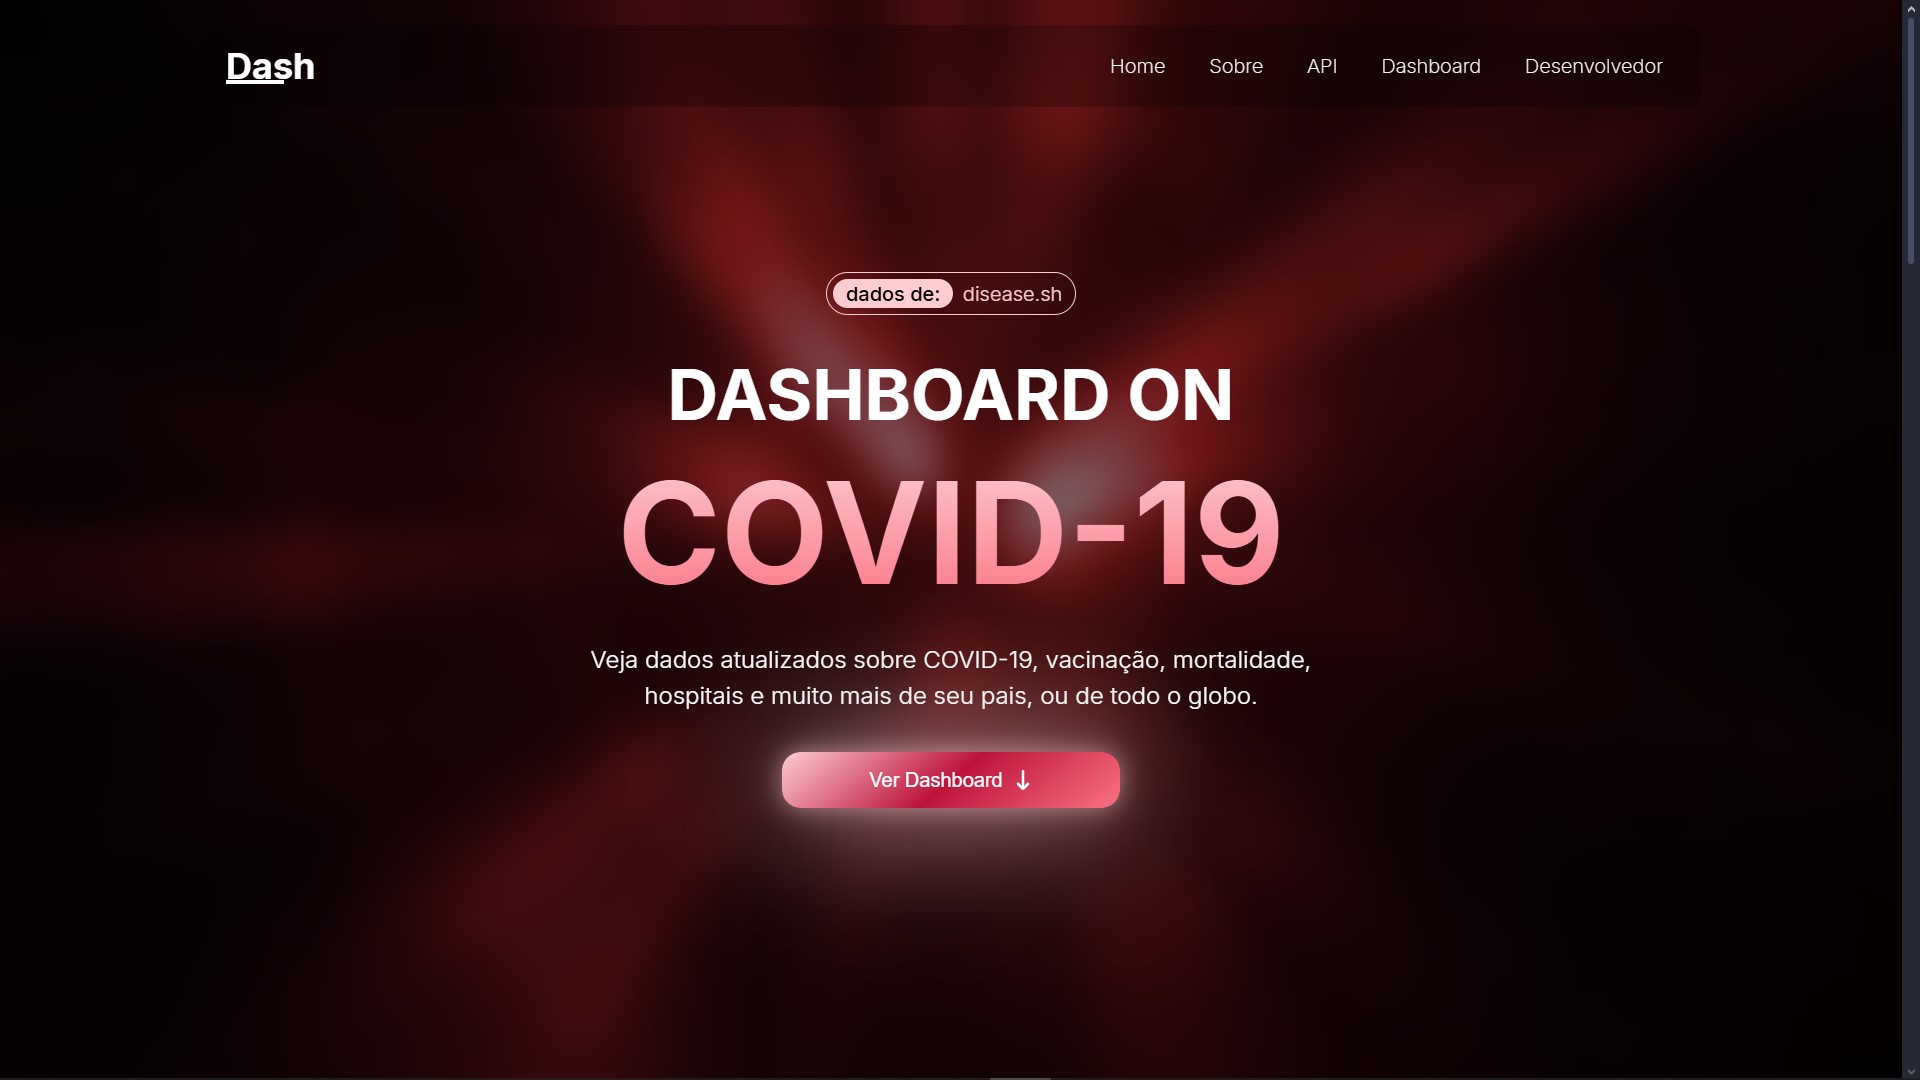 Dash
Home Sobre API Dashboard Desenvolvedor
dados de: disease.sh
DASHBOARD ON
COVID-19
Veja dados atualizados sobre COVID-19, vacinação, mortalidade,
hospitais e muito mais de seu pais, ou de todo o globo.
Ver Dashboard ↓